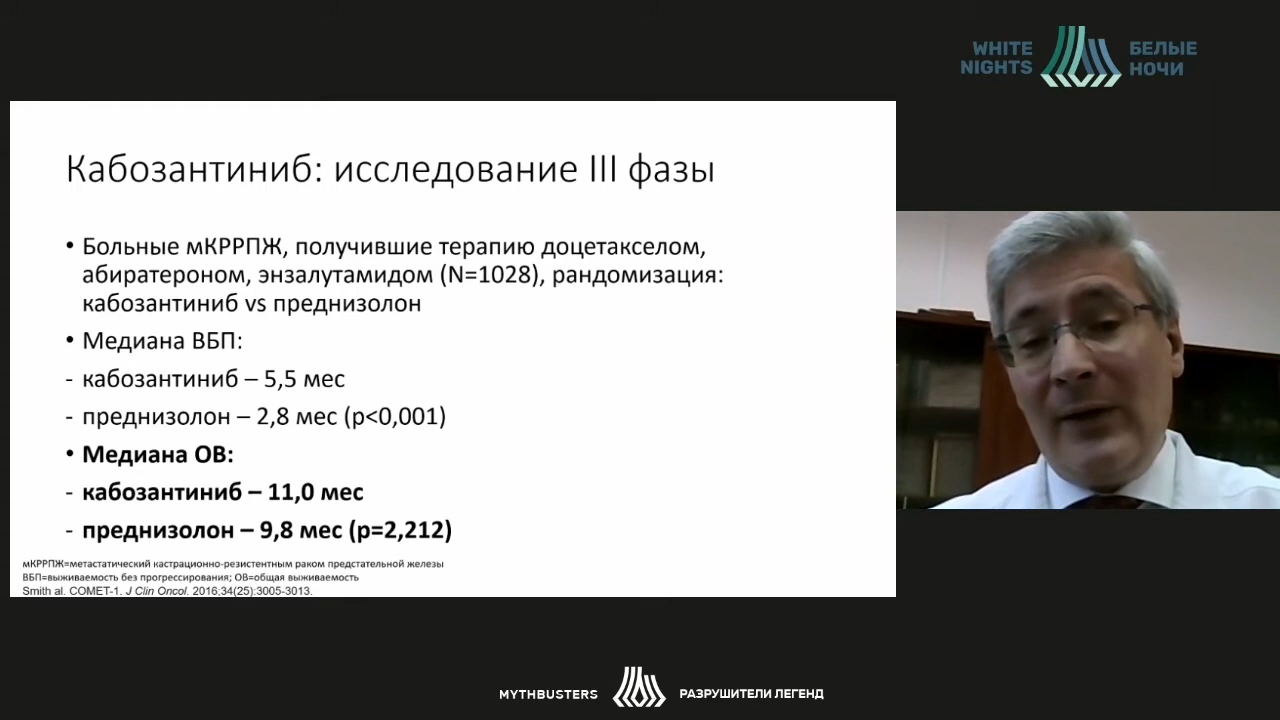 WHITE
NIGHTS
БЕЛЫЕ
НОЧИ
Кабозантиниб: исследование III фазы
• Больные мКРРПЖ, получившие терапию доцетакселом,
абиратероном, энзалутамидом (N=1028), рандомизация:
кабозантиниб vs преднизолон
• Медиана ВБП:
- кабозантиниб – 5,5 мес
- преднизолон – 2,8 мес (p<0,001)
• Медиана ОВ:
- кабозантиниб – 11,0 мес
- преднизолон – 9,8 мес (p=2,212)
мКРРПЖ=метастатический кастрационно-резистентным раком предстательной железы
ВБП=выживаемость без прогрессирования; ОВ=общая выживаемость
Smith al. COMET-1. J Clin Oncol. 2016;34(25):3005-3013.
MYTHBUSTERS
РАЗРУШИТЕЛИ ЛЕГЕНД